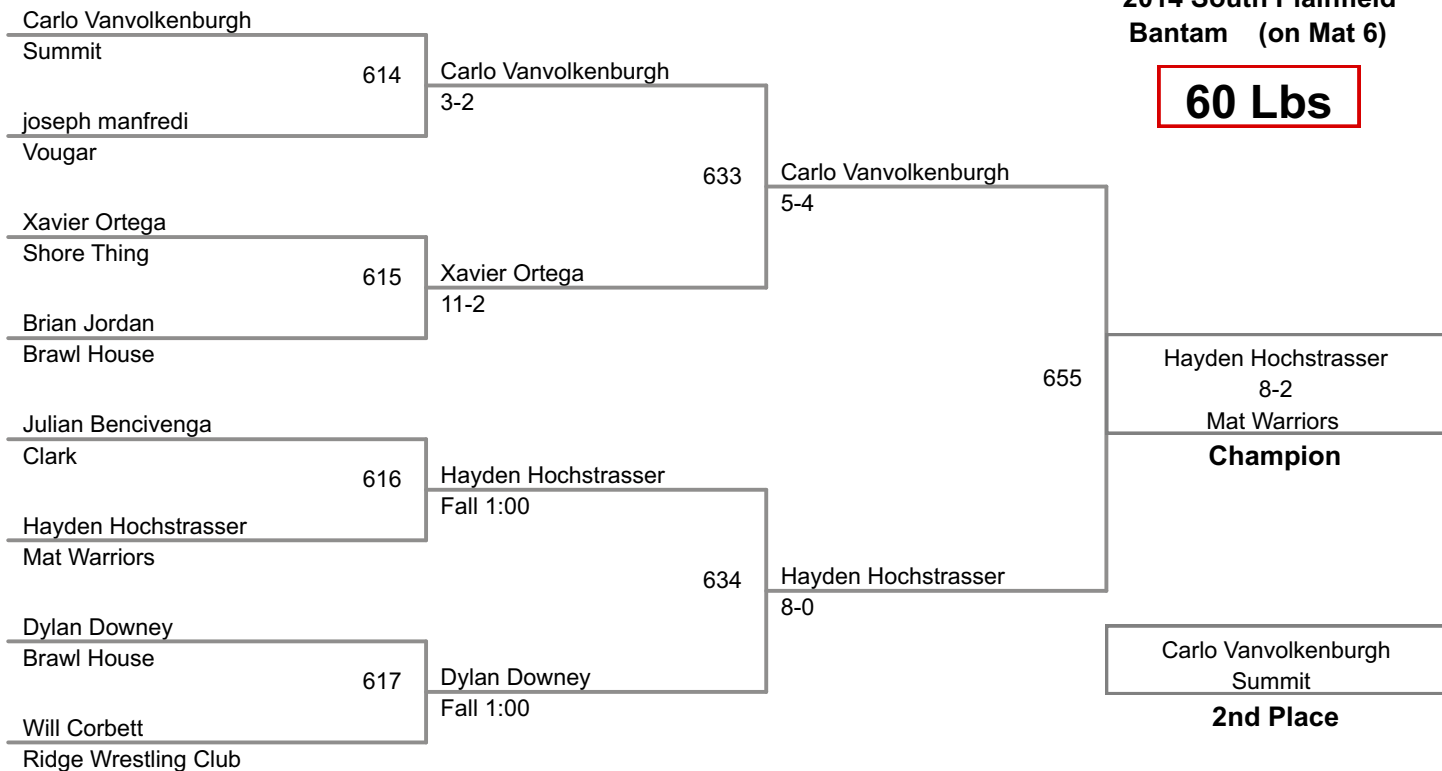 2014 South Plainfield
Bantam (on Mat 6)
60 Lbs
Carlo Vanvolkenburgh
Summit
614
joseph manfredi
Vougar
Xavier Ortega
Shore Thing
615
Brian Jordan
Brawl House
Julian Bencivenga
Clark
616
Hayden Hochstrasser
Mat Warriors
Dylan Downey
Brawl House
617
Will Corbett
Ridge Wrestling Club
Carlo Vanvolkenburgh
3-2
633
Xavier Ortega
11-2
Hayden Hochstrasser
Fall 1:00
634
Dylan Downey
Fall 1:00
Carlo Vanvolkenburgh
5-4
655
Hayden Hochstrasser
8-0
Hayden Hochstrasser
8-2
Mat Warriors
Champion
Carlo Vanvolkenburgh
Summit
2nd Place